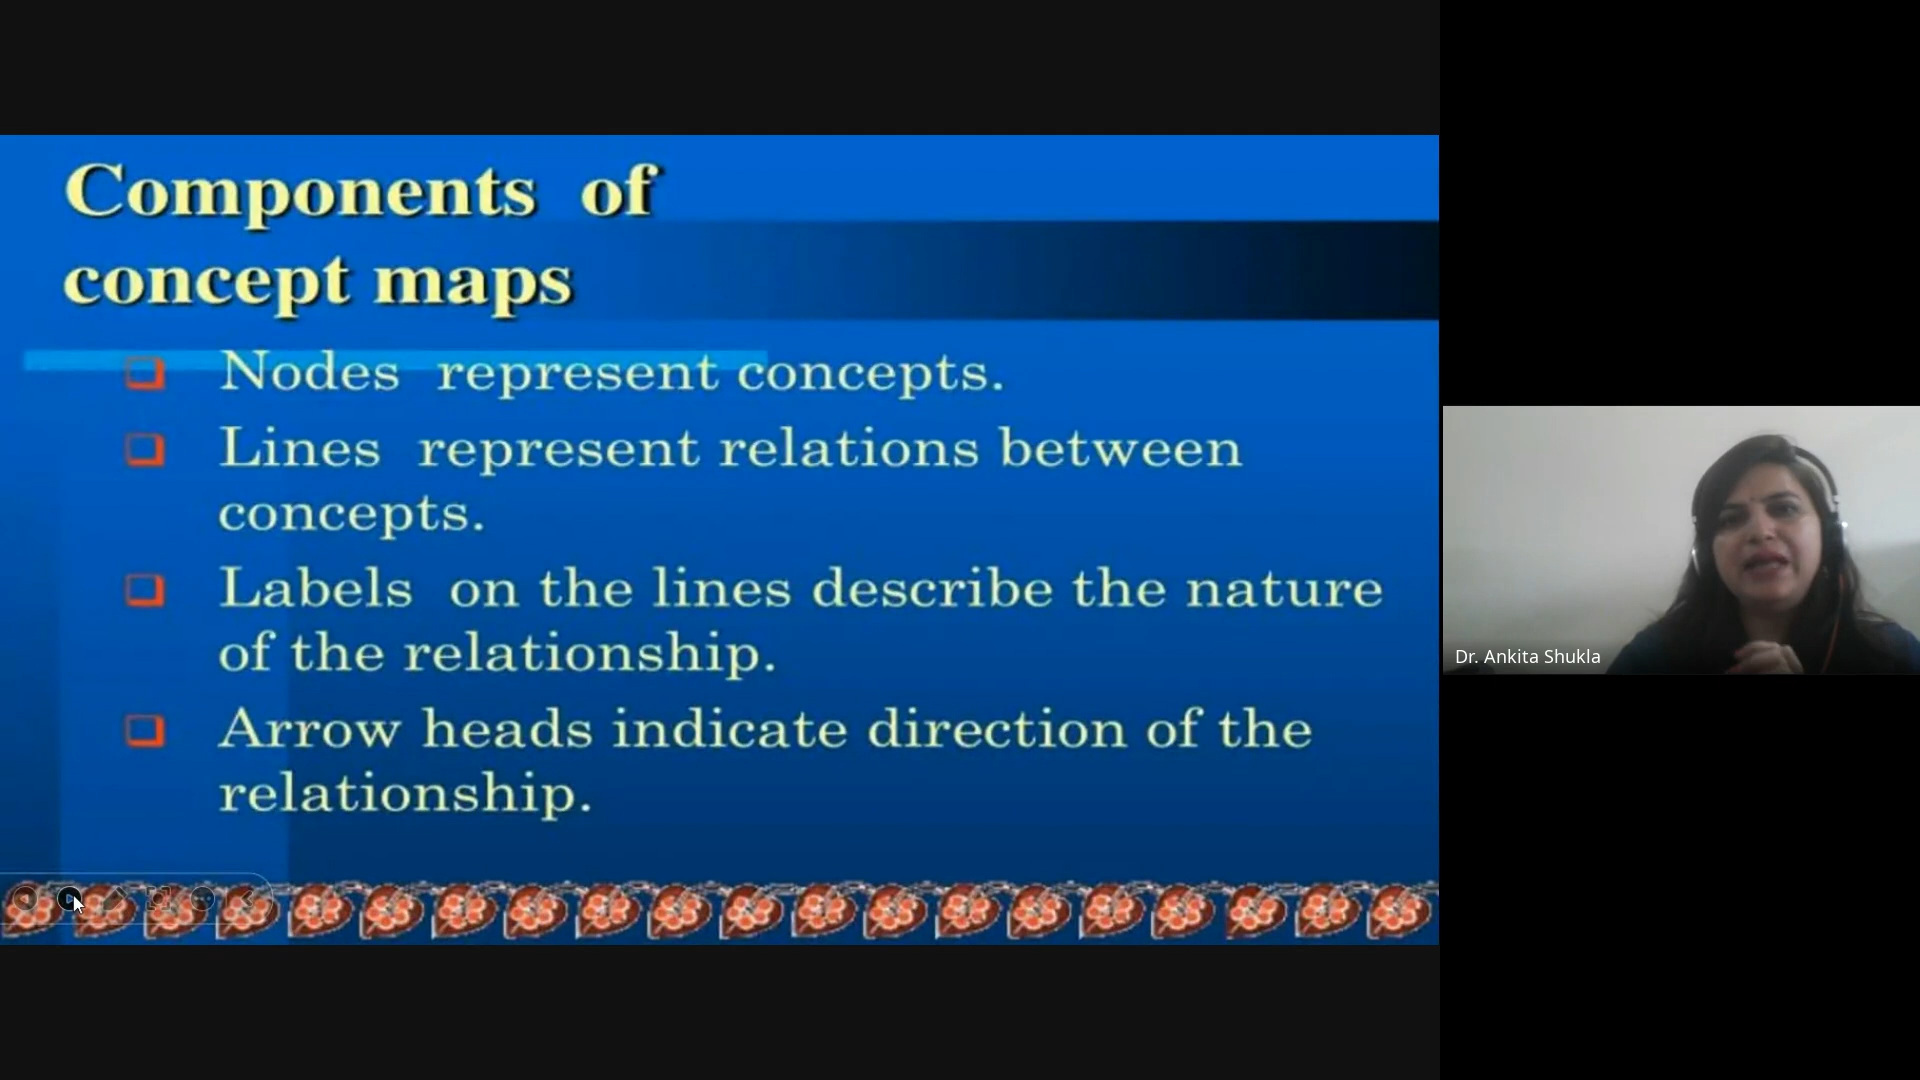 Components of
concept maps
Nodes represent concepts.
Lines represent relations between
concepts.
Labels on the lines describe the nature
of the relationship.
Arrow heads indicate direction of the
relationship.
Dr. Ankita Shukla